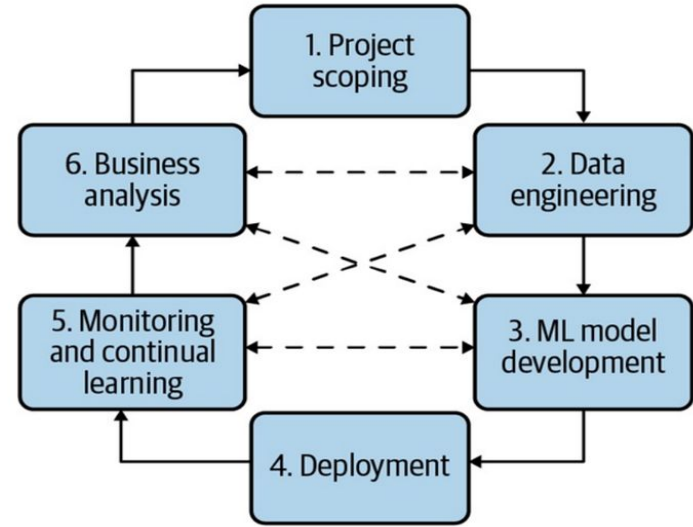 1. Project
scoping
6. Business
analysis
2. Data
engineering
5. Monitoring
and continual
learning
3. ML model
development
4. Deployment